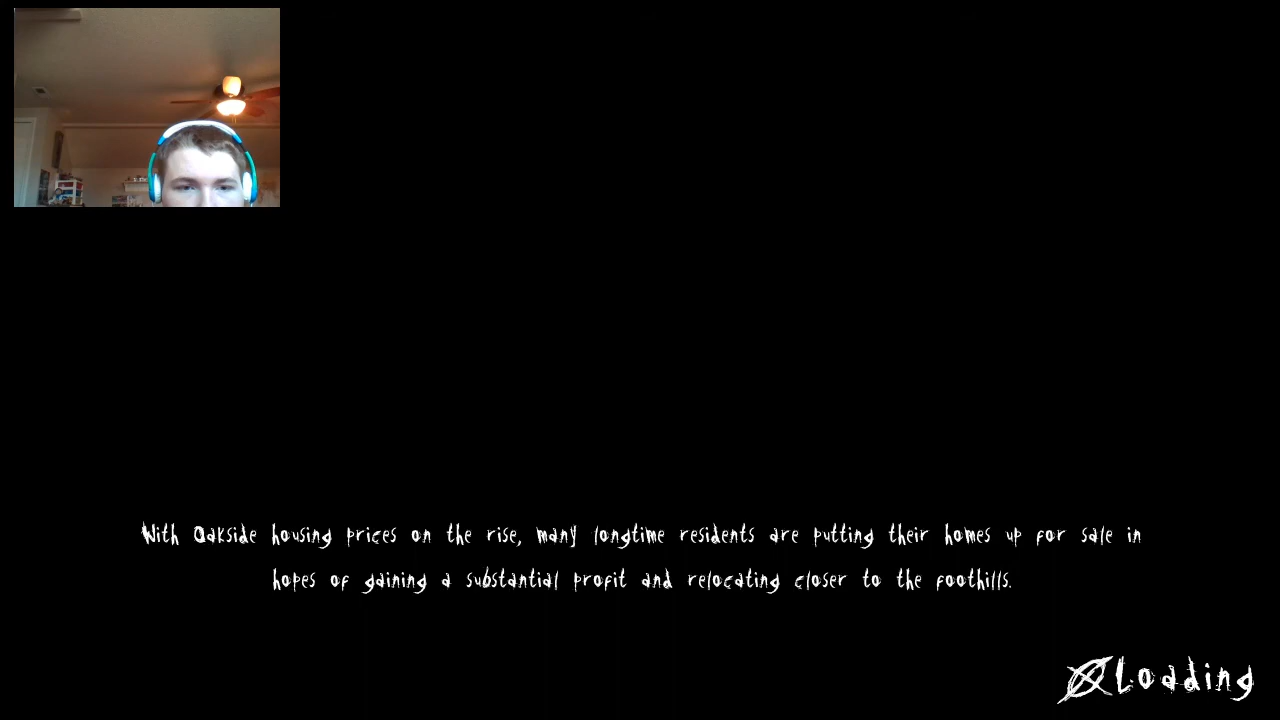 With Oakside housing prices on the rise, many longtime residents are putting their homes up for sale in
hopes of gaining a substantial profit and relocating closer to the foothills.
Loading